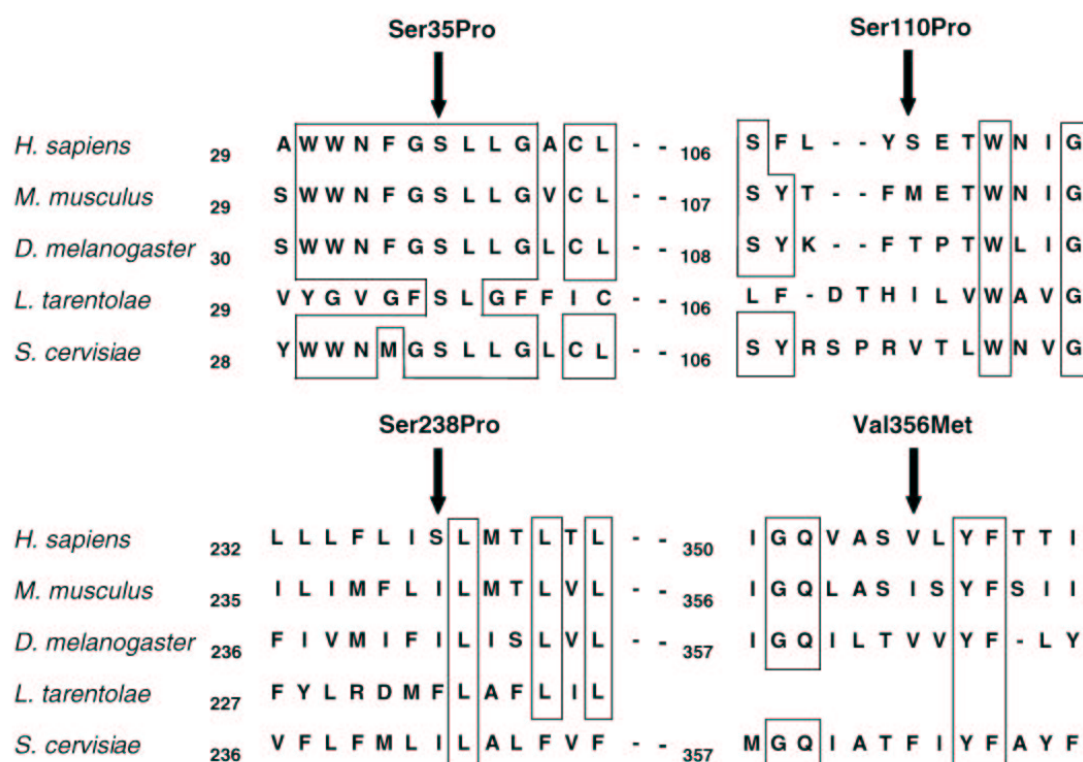 Ser35Pro Ser110Pro
H. sapiens 29 A W W N F G S L L G A C L - - 106 S F L - - Y S E T W N I G
M. musculus 29 S W W N F G S L L G V C L - - 107 S Y T - - F M E T W N I G
D. melanogaster 30 S W W N F G S L L G L C L - - 108 S Y K - - F T P T W L I G
L. tarentolae 29 V Y G V G F S L G F F I C - - 106 L F - D T H I L V W A V G
S. cervisiae 28 Y W W N M G S L L G L C L - - 106 S Y R S P R V T L W N V G
Ser238Pro Val356Met
H. sapiens 232 L L L F L I S L M T L T L - - 350 I G Q V A S V L Y F T T I
M. musculus 235 I L I M F L I L M T L V L - - 356 I G Q L A S I S Y F S I I
D. melanogaster 236 F I V M I F I L I S L V L - - 357 I G Q I L T V V Y F - L Y
L. tarentolae 227 F Y L R D M F L A F L I L
S. cervisiae 236 V F L F M L I L A L F V F - - 357 M G Q I A T F I Y F A Y F